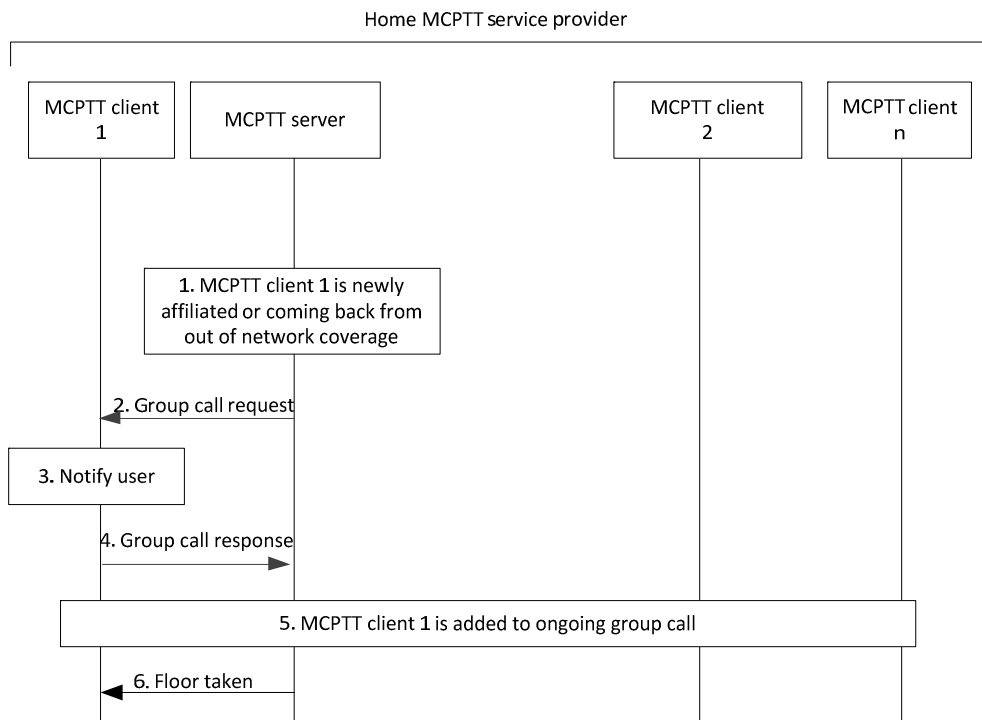 Home MCPTT service provider
MCPTT client
1
MCPTT server
MCPTT client
2
MCPTT client
n
1. MCPTT client 1 is newly
affiliated or coming back from
out of network coverage
2. Group call request
3. Notify user
4. Group call response
5. MCPTT client 1 is added to ongoing group call
6. Floor taken